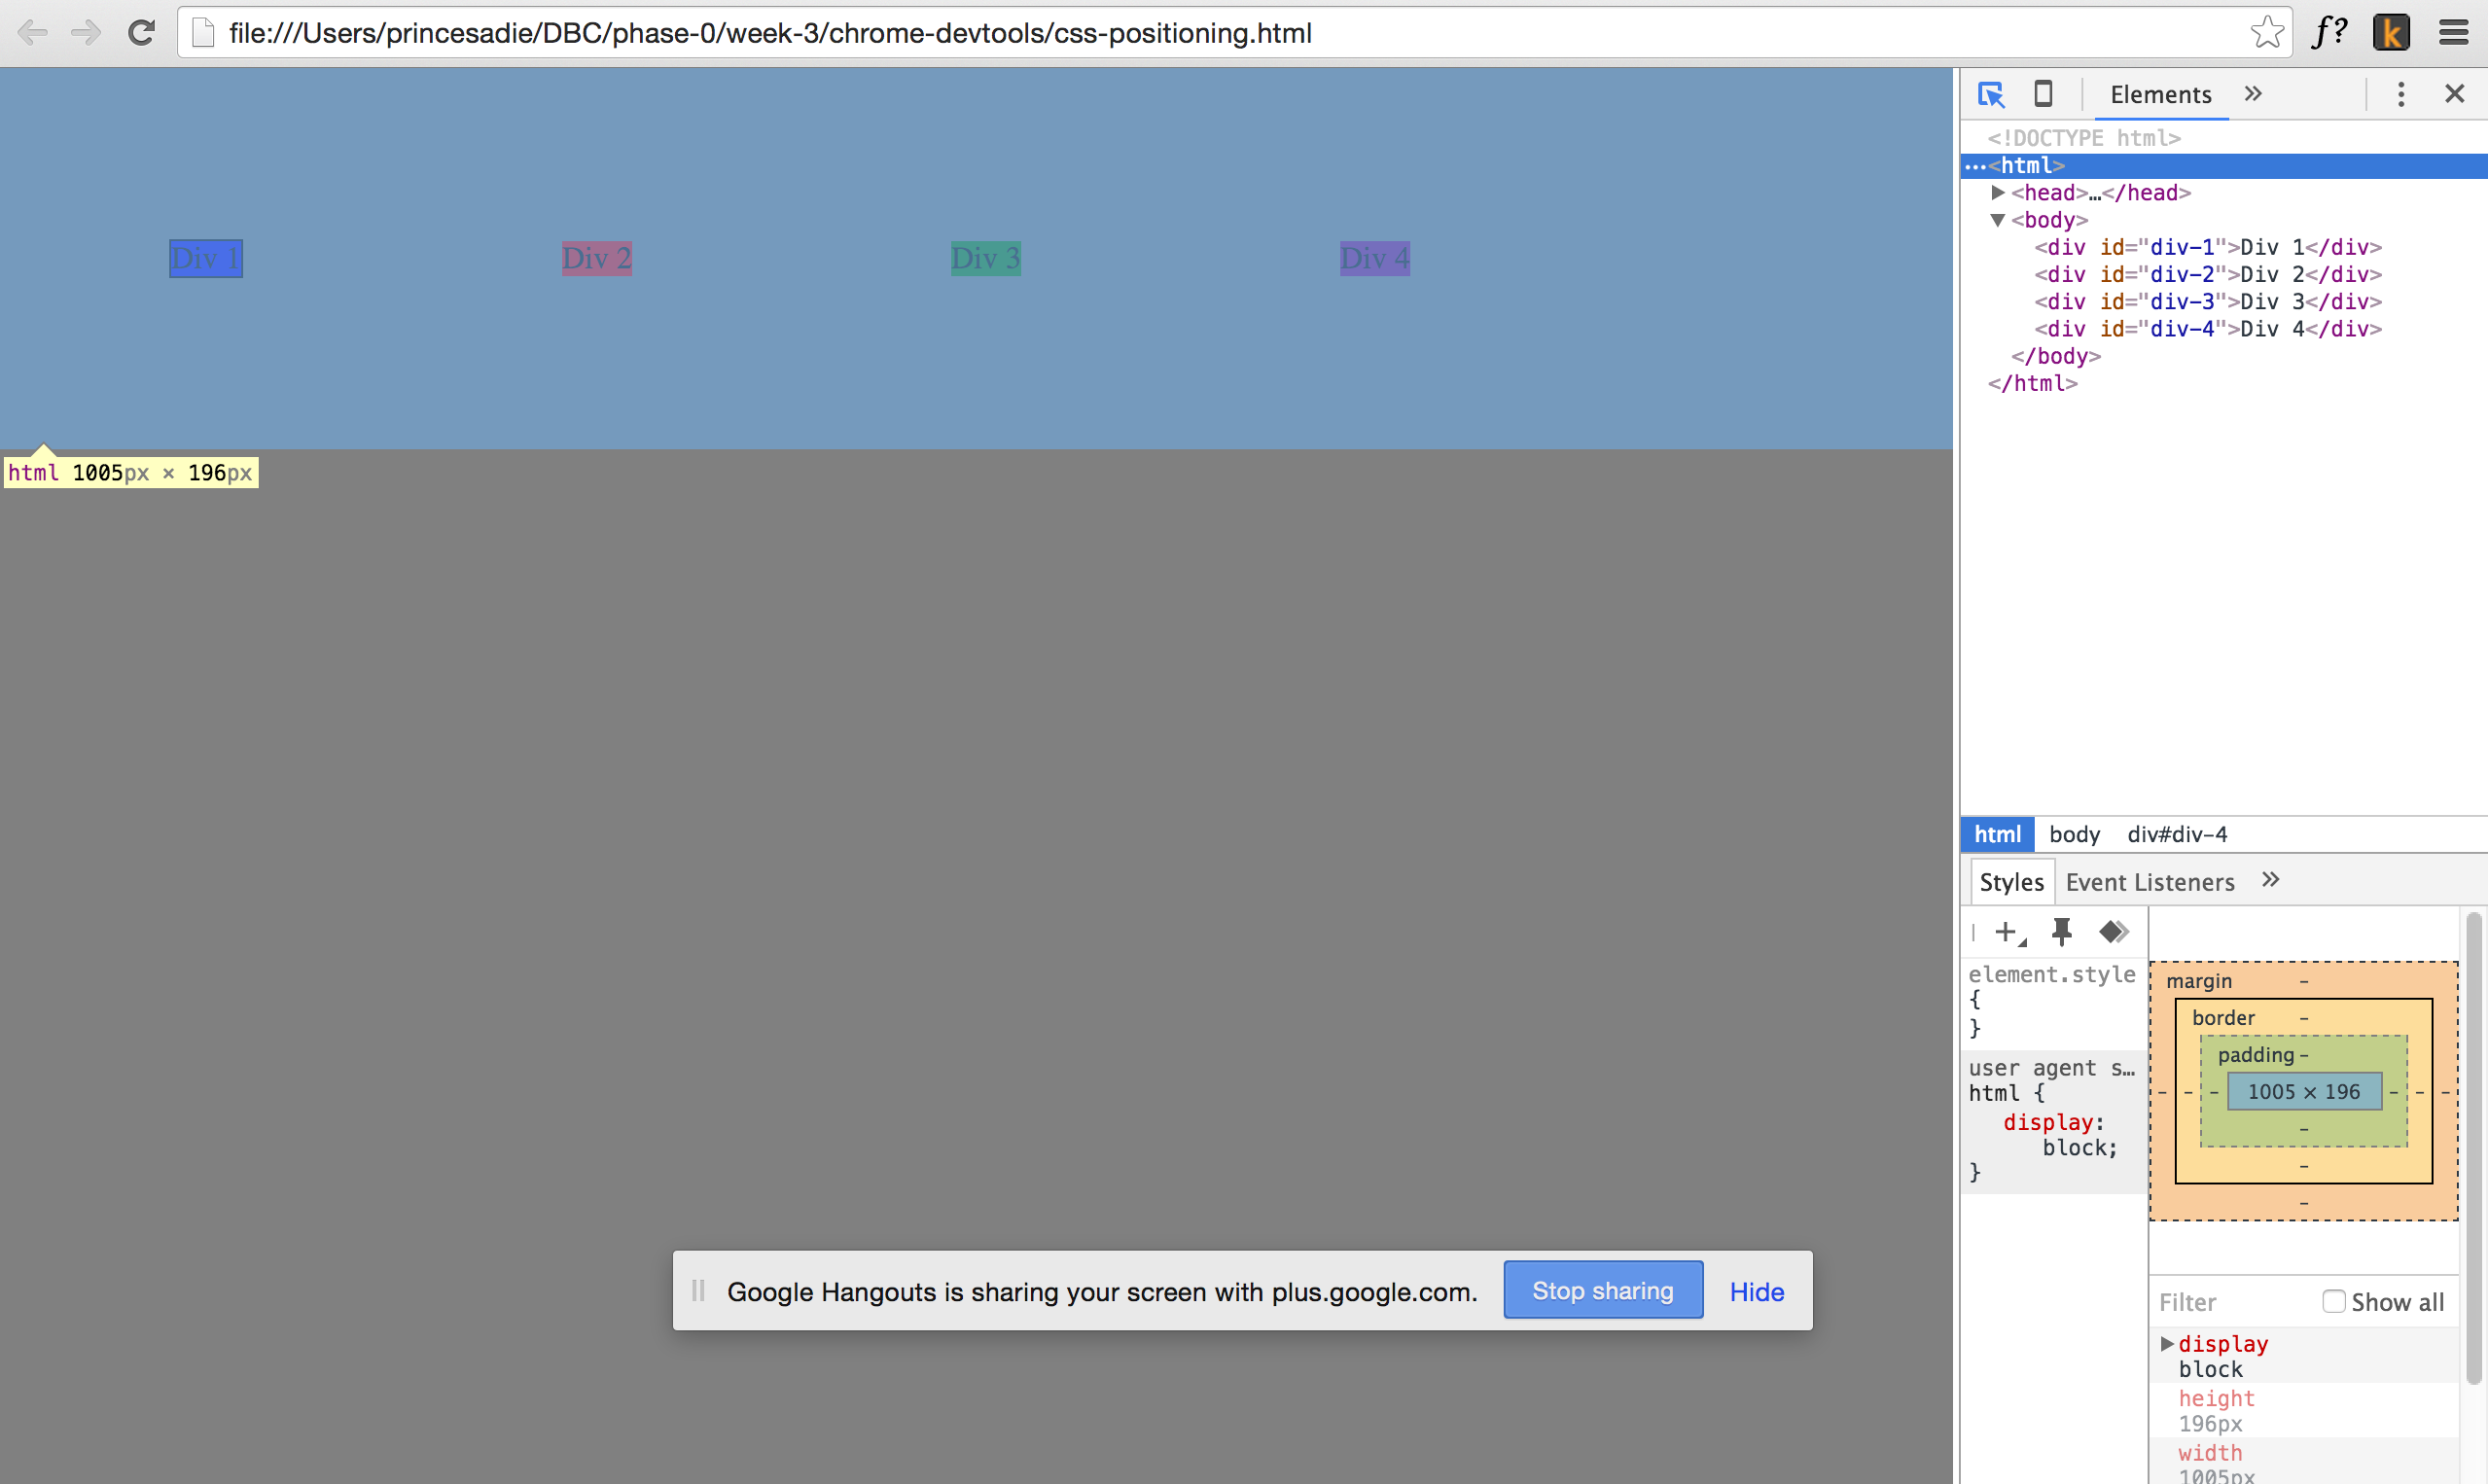 file:///Users/princesadie/DBC/phase-0/week-3/chrome-devtools/css-positioning.html
f?
k
Elements »
<!DOCTYPE html>
…<html>
<head>…</head>
<body>
<div id="div-1">Div 1</div>
<div id="div-2">Div 2</div>
<div id="div-3">Div 3</div>
<div id="div-4">Div 4</div>
</body>
</html>
Div 1 Div 2 Div 3 Div 4
html 1005px × 196px
html body div#div-4
Styles Event Listeners »
element.style
{
}
user agent s…
html {
display:
block;
}
margin -
border -
padding -
- - - 1005 × 196 - - -
-
-
-
Filter Show all
display
block
height
196px
width
1005px
Google Hangouts is sharing your screen with plus.google.com. Stop sharing Hide